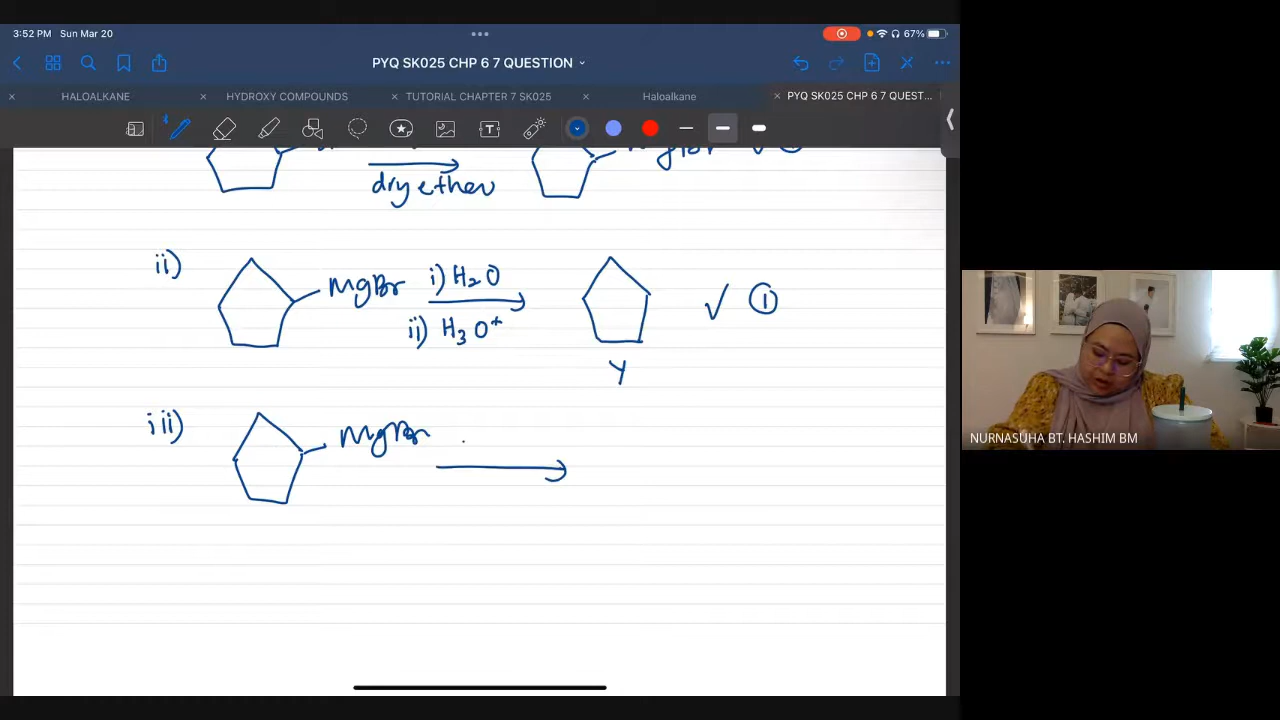 3:52 PM Sun Mar 20
67%
PYQ SK025 CHP 6 7 QUESTION
HALOALKANE
HYDROXY COMPOUNDS
TUTORIAL CHAPTER 7 SK025
Haloalkane
PYQ SK025 CHP 6 7 QUEST...
dry ether
ii)
MgBr
i) H₂O
ii) H₃O⁺
Y
✓ ①
iii)
MgBr
NURNASUHA BT. HASHIM BM